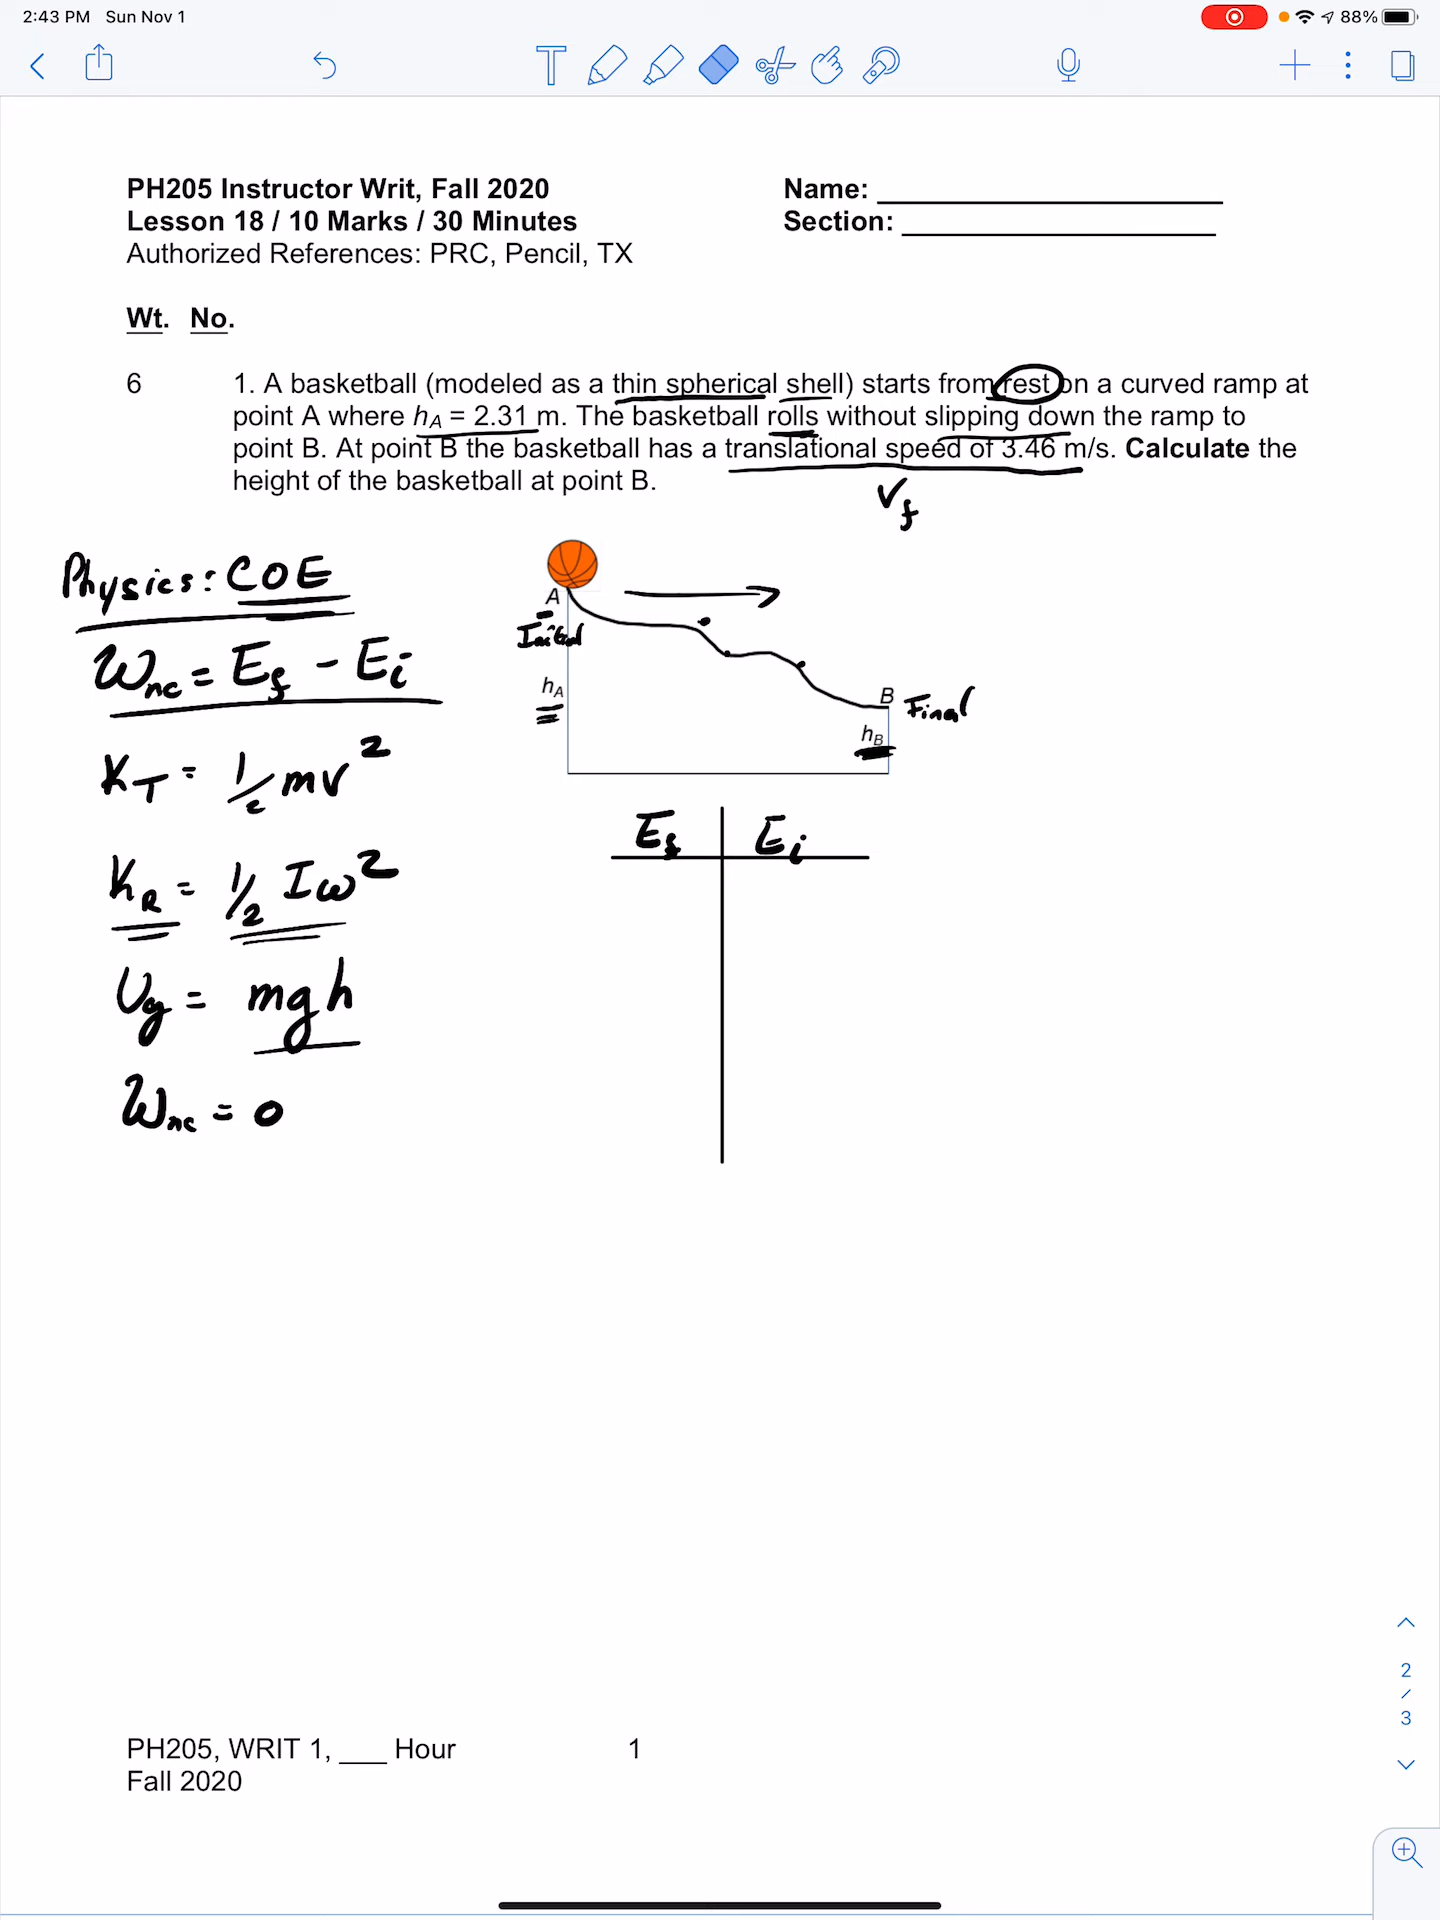 2:43 PM Sun Nov 1
88%
PH205 Instructor Writ, Fall 2020
Name: ____
Lesson 18 / 10 Marks / 30 Minutes
Section: ____
Authorized References: PRC, Pencil, TX
Wt. No.
6 1. A basketball (modeled as a thin spherical shell) starts from rest on a curved ramp at
point A where hA = 2.31 m. The basketball rolls without slipping down the ramp to
point B. At point B the basketball has a translational speed of 3.46 m/s. Calculate the
height of the basketball at point B.
Vf
Physics: COE
Wnc = Ef - Ei
KT = 1/2 mv²
KR = 1/2 Iω²
Ug = mgh
Wnc = 0
A
Initial
hA
B Final
hB
Ef Ei
2
/
3
PH205, WRIT 1, ___ Hour 1
Fall 2020